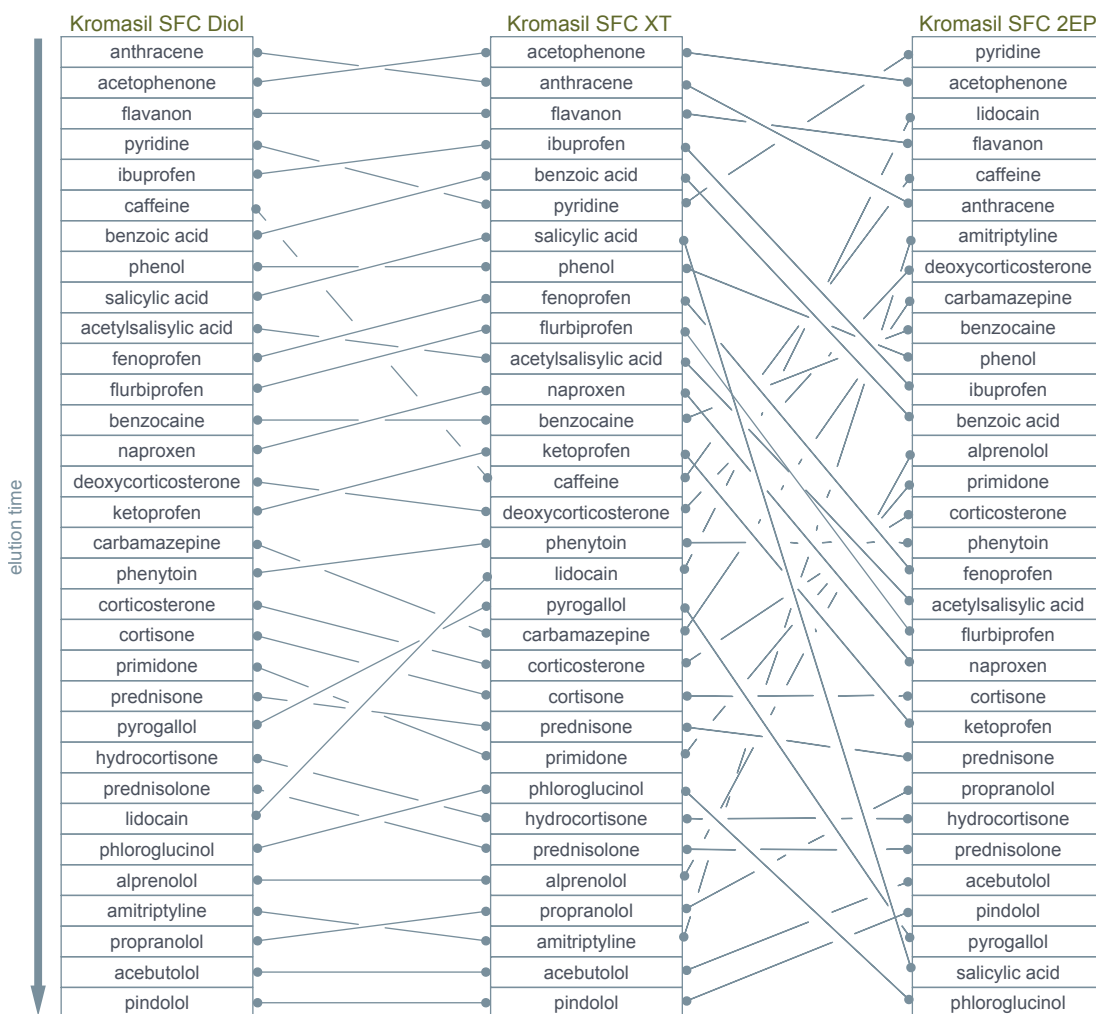 Kromasil SFC Diol
anthracene
acetophenone
flavanon
pyridine
ibuprofen
caffeine
benzoic acid
phenol
salicylic acid
acetylsalisylic acid
fenoprofen
flurbiprofen
benzocaine
naproxen
deoxycorticosterone
ketoprofen
carbamazepine
phenytoin
corticosterone
cortisone
primidone
prednisone
pyrogallol
hydrocortisone
prednisolone
lidocain
phloroglucinol
alprenolol
amitriptyline
propranolol
acebutolol
pindolol
Kromasil SFC XT
acetophenone
anthracene
flavanon
ibuprofen
benzoic acid
pyridine
salicylic acid
phenol
fenoprofen
flurbiprofen
acetylsalisylic acid
naproxen
benzocaine
ketoprofen
caffeine
deoxycorticosterone
phenytoin
lidocain
pyrogallol
carbamazepine
corticosterone
cortisone
prednisone
primidone
phloroglucinol
hydrocortisone
prednisolone
alprenolol
propranolol
amitriptyline
acebutolol
pindolol
Kromasil SFC 2EP
pyridine
acetophenone
lidocain
flavanon
caffeine
anthracene
amitriptyline
deoxycorticosterone
carbamazepine
benzocaine
phenol
ibuprofen
benzoic acid
alprenolol
primidone
corticosterone
phenytoin
fenoprofen
acetylsalisylic acid
flurbiprofen
naproxen
cortisone
ketoprofen
prednisone
propranolol
hydrocortisone
prednisolone
acebutolol
pindolol
pyrogallol
salicylic acid
phloroglucinol
elution time